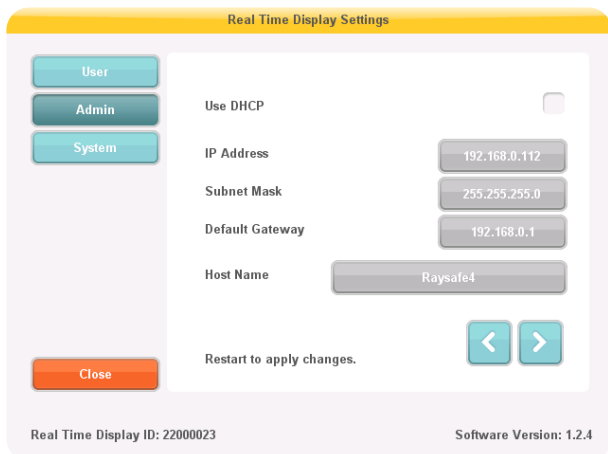 Real Time Display Settings
User
Admin
System
Use DHCP
IP Address 192.168.0.112
Subnet Mask 255.255.255.0
Default Gateway 192.168.0.1
Host Name Raysafe4
Restart to apply changes.
Close
Real Time Display ID: 22000023 Software Version: 1.2.4